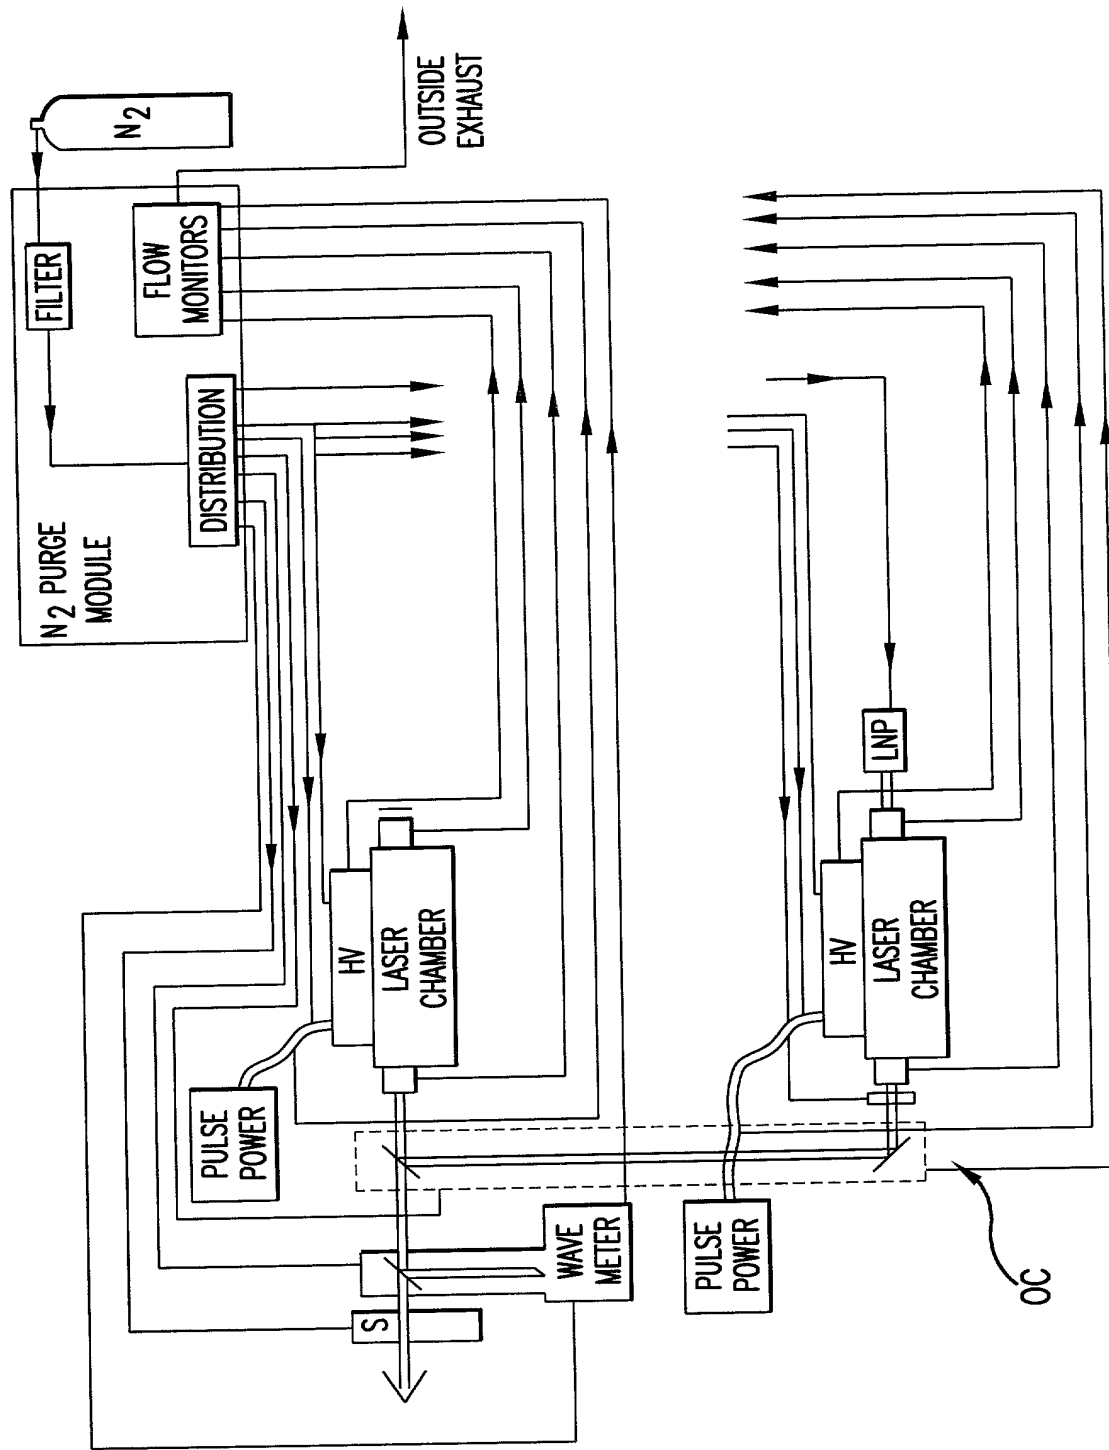 N2 PURGE
MODULE
FILTER
N2
DISTRIBUTION
FLOW
MONITORS
OUTSIDE
EXHAUST
PULSE
POWER
HV
LASER
CHAMBER
S
WAVE
METER
PULSE
POWER
HV
LASER
CHAMBER
LNP
OC